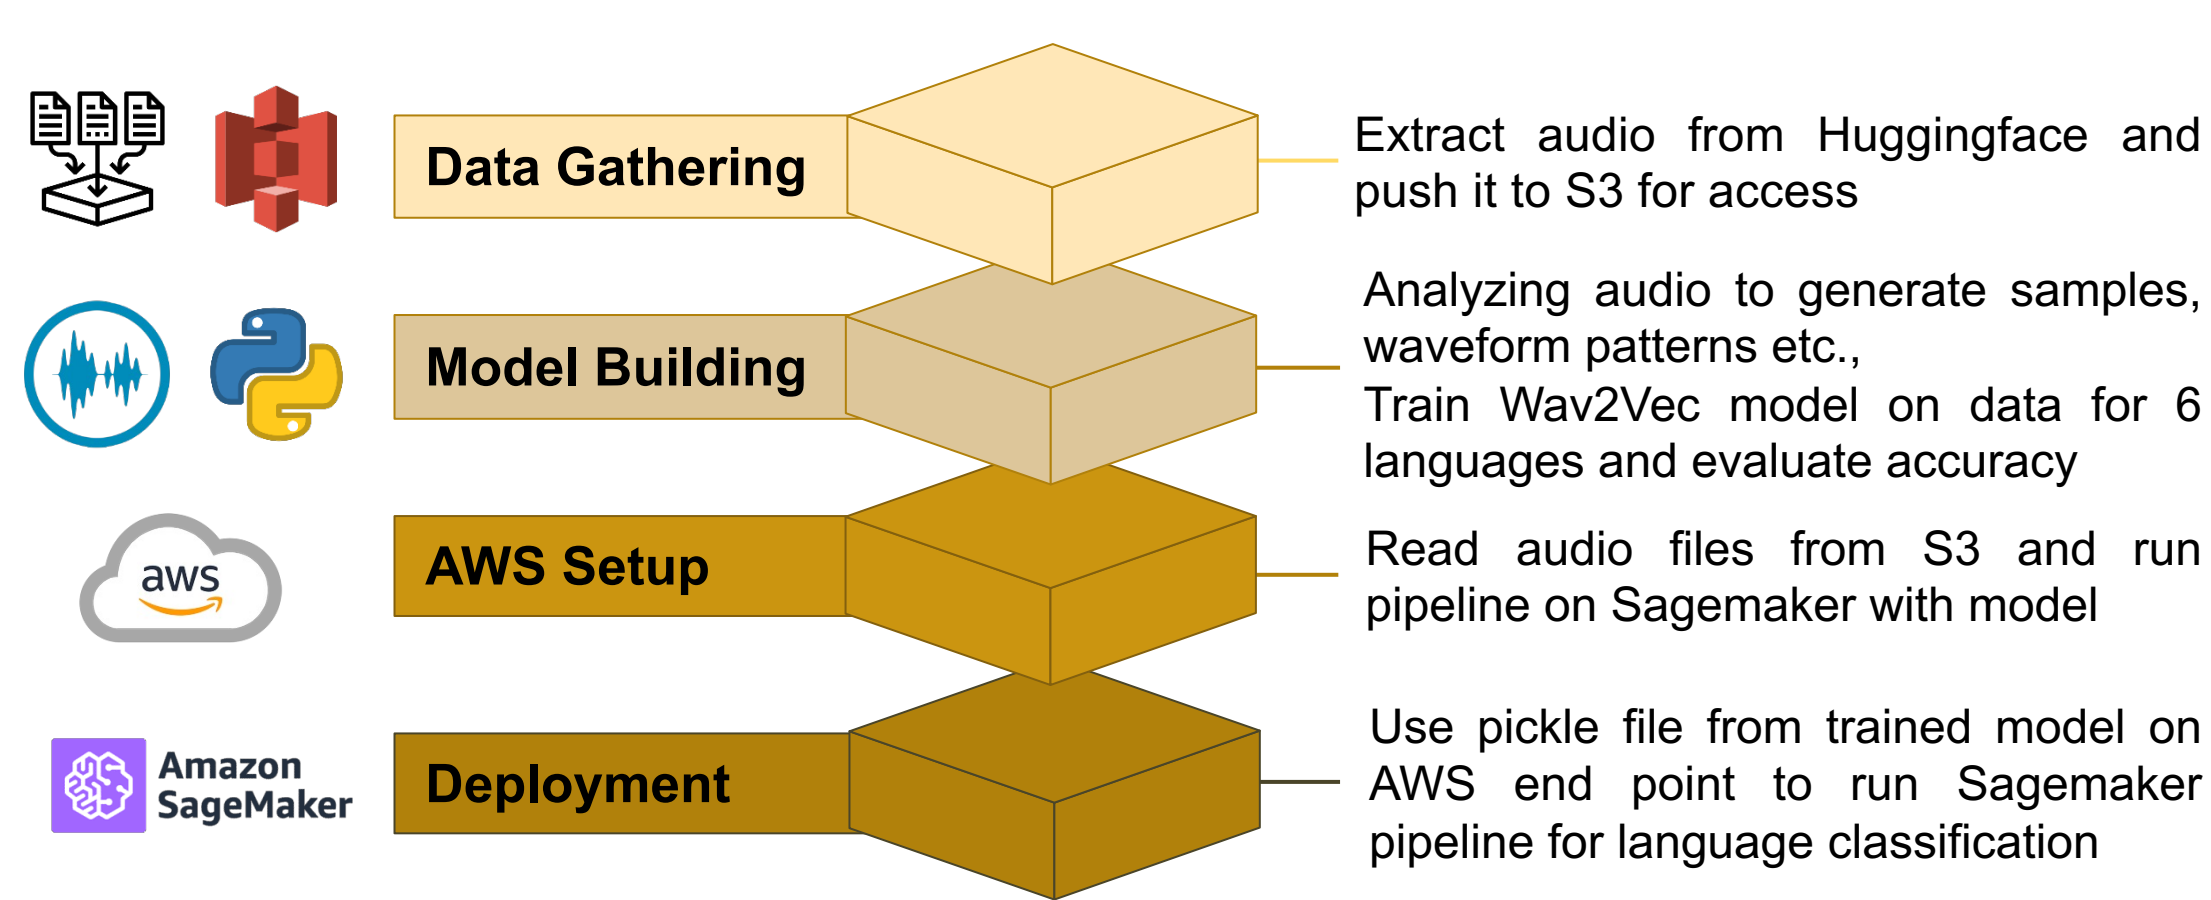 Data Gathering
Extract audio from Huggingface and
push it to S3 for access
Model Building
Analyzing audio to generate samples,
waveform patterns etc.,
Train Wav2Vec model on data for 6
languages and evaluate accuracy
aws
AWS Setup
Read audio files from S3 and run
pipeline on Sagemaker with model
Amazon
SageMaker
Deployment
Use pickle file from trained model on
AWS end point to run Sagemaker
pipeline for language classification